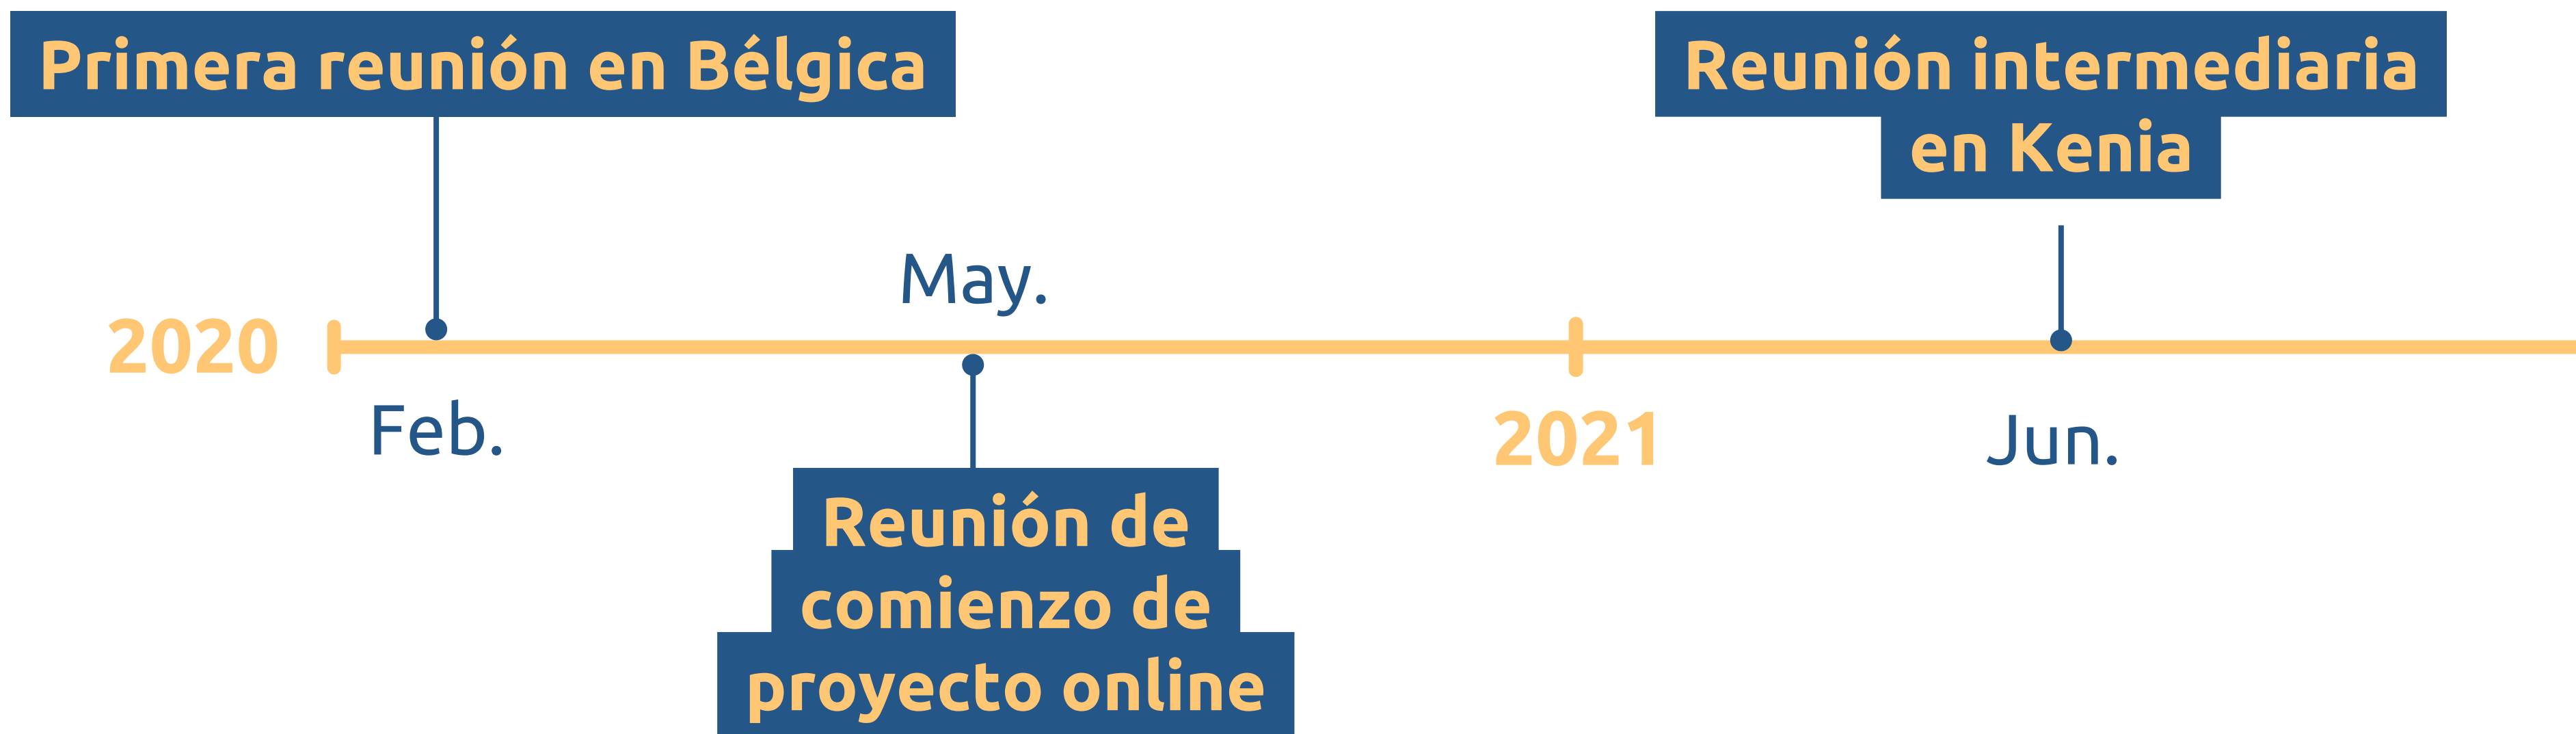 Primera reunión en Bélgica
Reunión intermediaria
en Kenia
May.
2020
Feb.
2021
Jun.
Reunión de
comienzo de
proyecto online